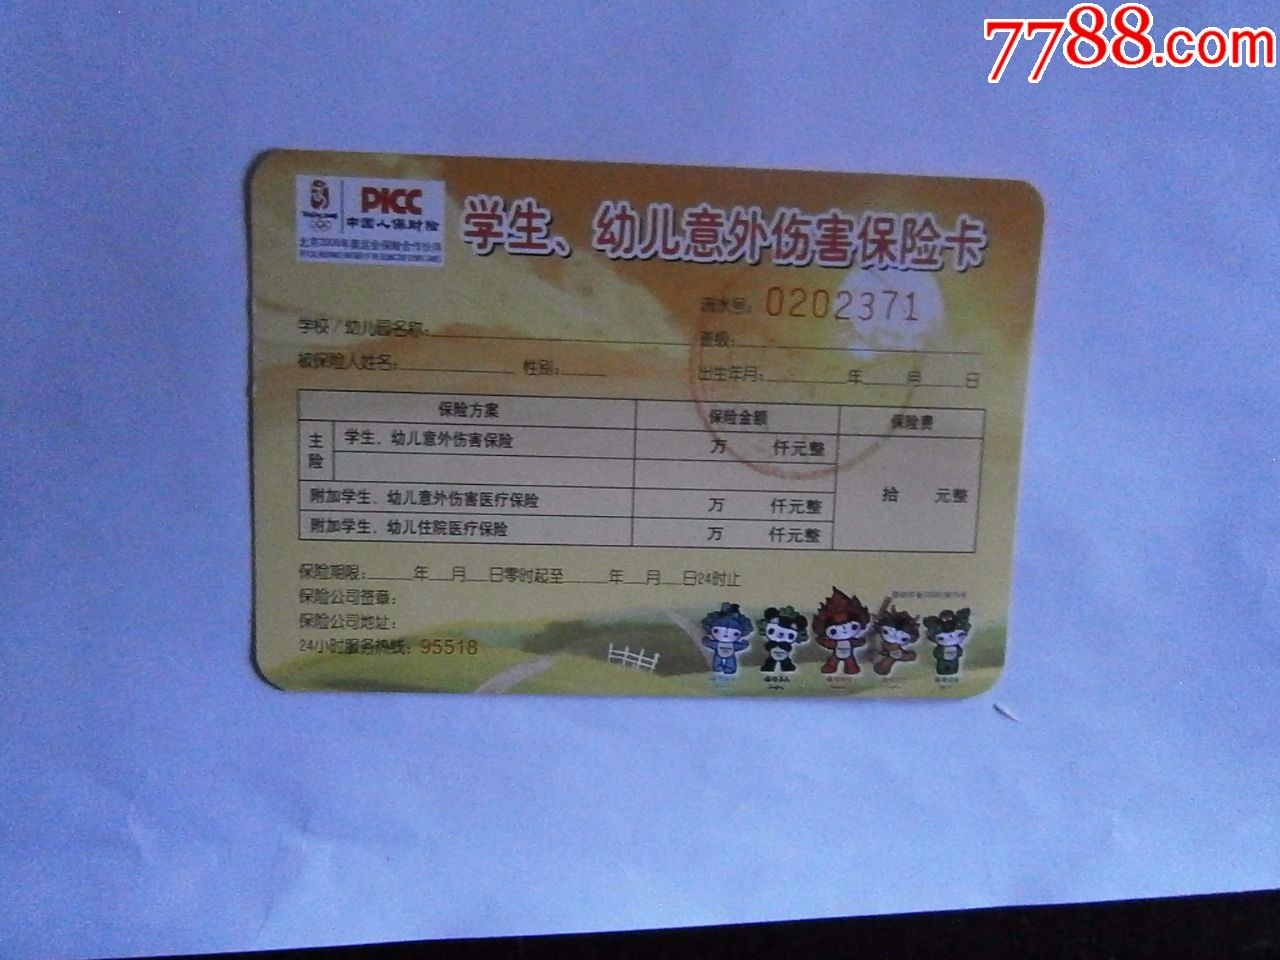 7788.com
PICC
中国人保财险
北京2008年奥运会保险合作伙伴
学生、幼儿意外伤害保险卡
流水号：0202371
学校／幼儿园名称：
班级：
被保险人姓名： 性别：
出生年月： 年 月 日
保险方案 保险金额 保险费
主险 学生、幼儿意外伤害保险 万 仟元整
拾 元整
附加学生、幼儿意外伤害医疗保险 万 仟元整
附加学生、幼儿住院医疗保险 万 仟元整
保险期限： 年 月 日零时起至 年 月 日24时止
保险公司签章：
保险公司地址：
24小时服务热线：95518